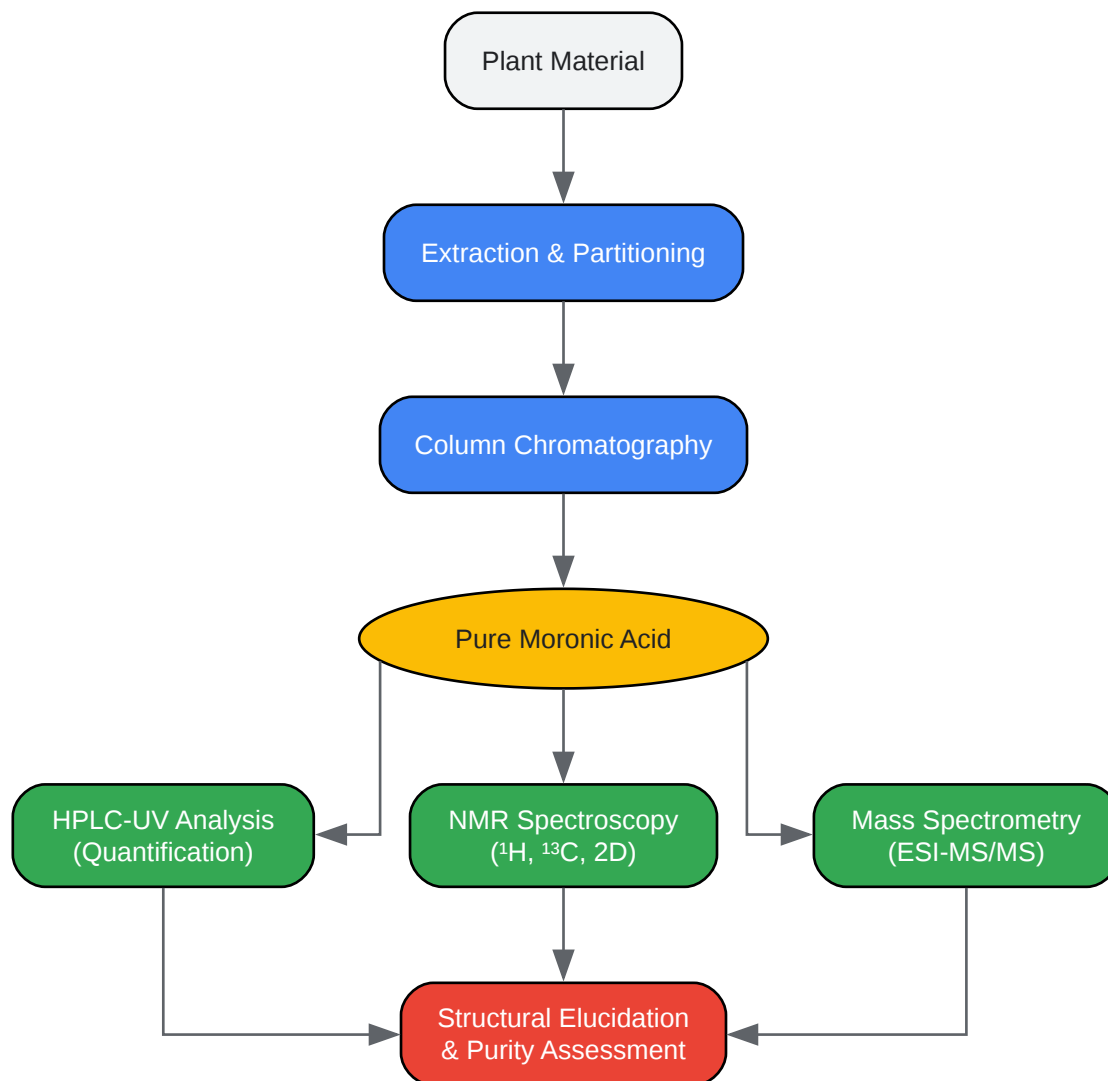 Plant Material
Extraction & Partitioning
Column Chromatography
Pure Moronic Acid
HPLC-UV Analysis
(Quantification)
NMR Spectroscopy
(¹H, ¹³C, 2D)
Mass Spectrometry
(ESI-MS/MS)
Structural Elucidation
& Purity Assessment